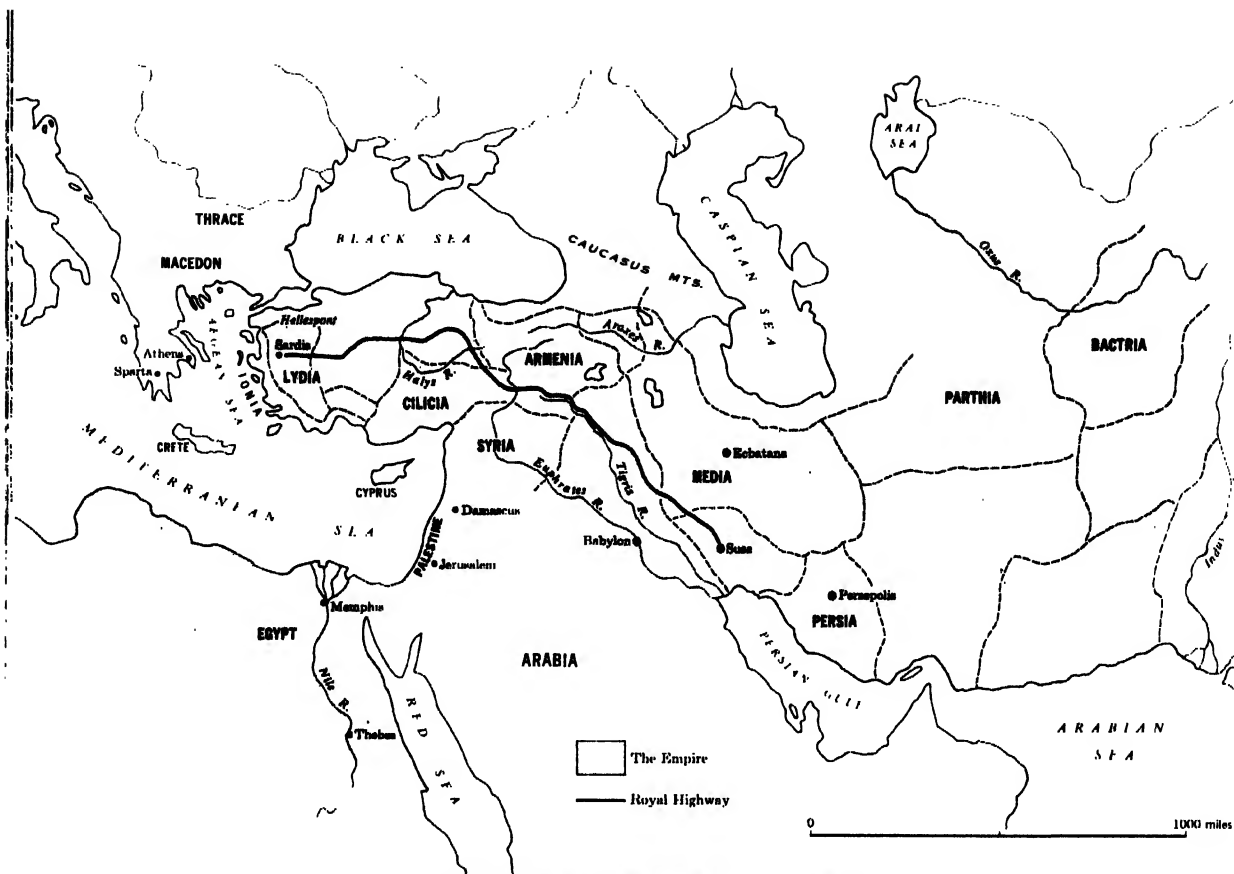 ARAL
SEA
THRACE
BLACK SEA
CASPIAN
SEA
CAUCASUS MTS.
Oxus R.
MACEDON
Hellespont
Araxes
R.
AEGEAN SEA
Athens
Sardis
ARMENIA
BACTRIA
Sparta
IONIA
LYDIA
Halys R.
CILICIA
PARTHIA
CRETE
MEDITERRANIAN
SEA
SYRIA
Ecbatana
MEDIA
CYPRUS
Euphrates
R.
Tigris R.
Damascus
PALESTINE
Babylon
Susa
Indus
Jerusalem
Persepolis
Memphis
PERSIA
EGYPT
ARABIA
PERSIAN GULF
Nile
R.
RED
SEA
Thebes
ARABIAN
SEA
The Empire
Royal Highway
0
1000 miles